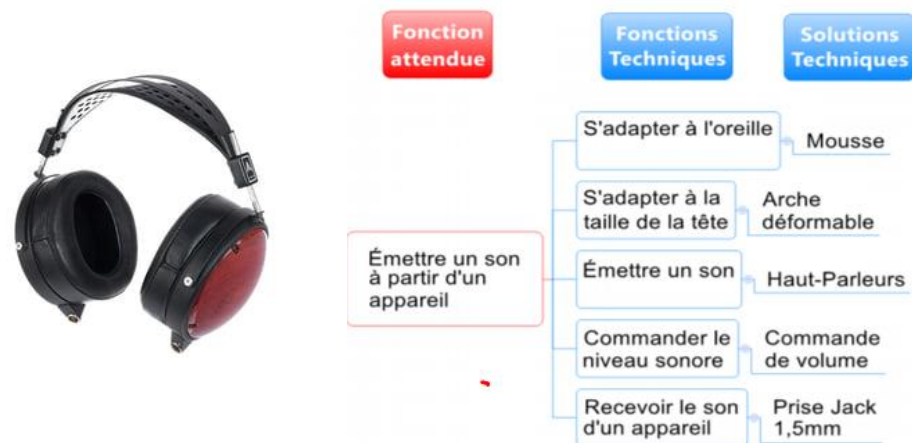 Fonction
attendue
Fonctions
Techniques
Solutions
Techniques
Émettre un son
à partir d'un
appareil
S'adapter à l'oreille
Mousse
S'adapter à la
taille de la tête
Arche
déformable
Émettre un son
Haut-Parleurs
Commander le
niveau sonore
Commande
de volume
Recevoir le son
d'un appareil
Prise Jack
1,5mm